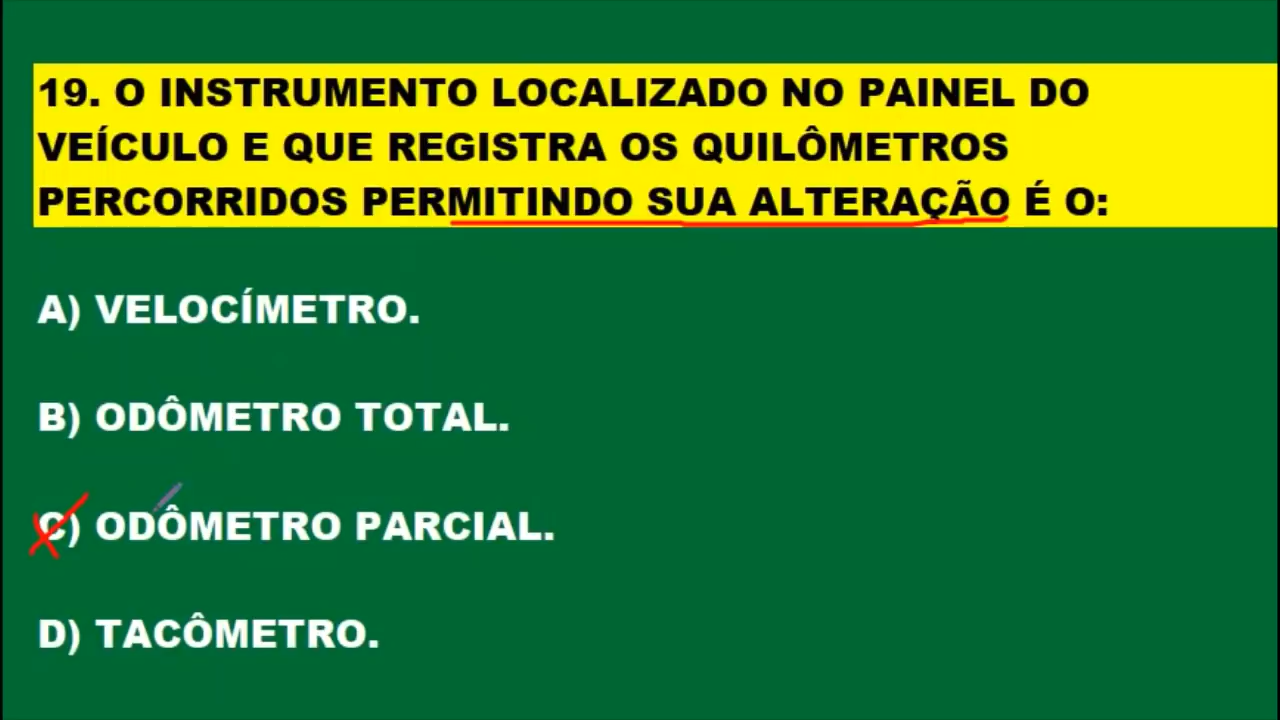 19. O INSTRUMENTO LOCALIZADO NO PAINEL DO
VEÍCULO E QUE REGISTRA OS QUILÔMETROS
PERCORRIDOS PERMITINDO SUA ALTERAÇÃO É O:
A) VELOCÍMETRO.
B) ODÔMETRO TOTAL.
C) ODÔMETRO PARCIAL.
D) TACÔMETRO.